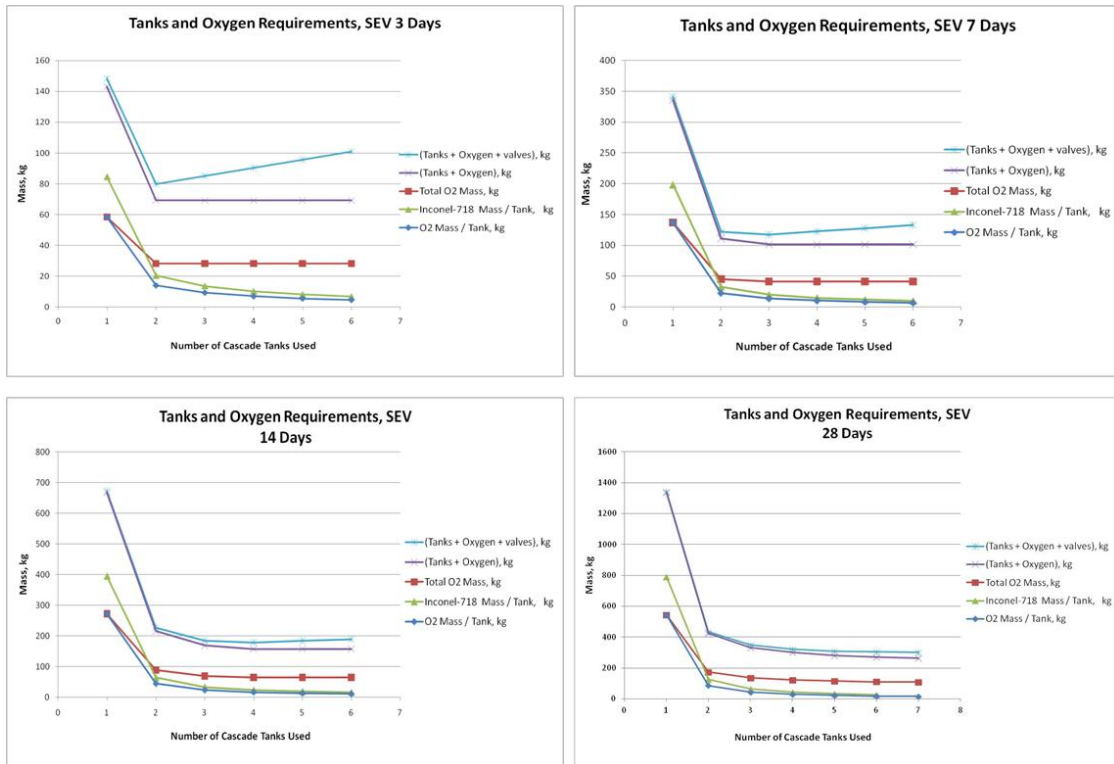 Tanks and Oxygen Requirements, SEV 3 Days
160
140
120
100
80
60
40
20
0
Mass, kg
0 1 2 3 4 5 6 7
Number of Cascade Tanks Used
(Tanks + Oxygen + valves), kg
(Tanks + Oxygen), kg
Total O2 Mass, kg
Inconel-718 Mass / Tank, kg
O2 Mass / Tank, kg
Tanks and Oxygen Requirements, SEV 7 Days
400
350
300
250
200
150
100
50
0
Mass, kg
0 1 2 3 4 5 6 7
Number of Cascade Tanks Used
(Tanks + Oxygen + valves), kg
(Tanks + Oxygen), kg
Total O2 Mass, kg
Inconel-718 Mass / Tank, kg
O2 Mass / Tank, kg
Tanks and Oxygen Requirements, SEV
14 Days
800
700
600
500
400
300
200
100
0
Mass, kg
0 1 2 3 4 5 6 7
Number of Cascade Tanks Used
(Tanks + Oxygen + valves), kg
(Tanks + Oxygen), kg
Total O2 Mass, kg
Inconel-718 Mass / Tank, kg
O2 Mass / Tank, kg
Tanks and Oxygen Requirements, SEV
28 Days
1600
1400
1200
1000
800
600
400
200
0
Mass, kg
0 1 2 3 4 5 6 7 8
Number of Cascade Tanks Used
(Tanks + Oxygen + valves), kg
(Tanks + Oxygen), kg
Total O2 Mass, kg
Inconel-718 Mass / Tank, kg
O2 Mass / Tank, kg